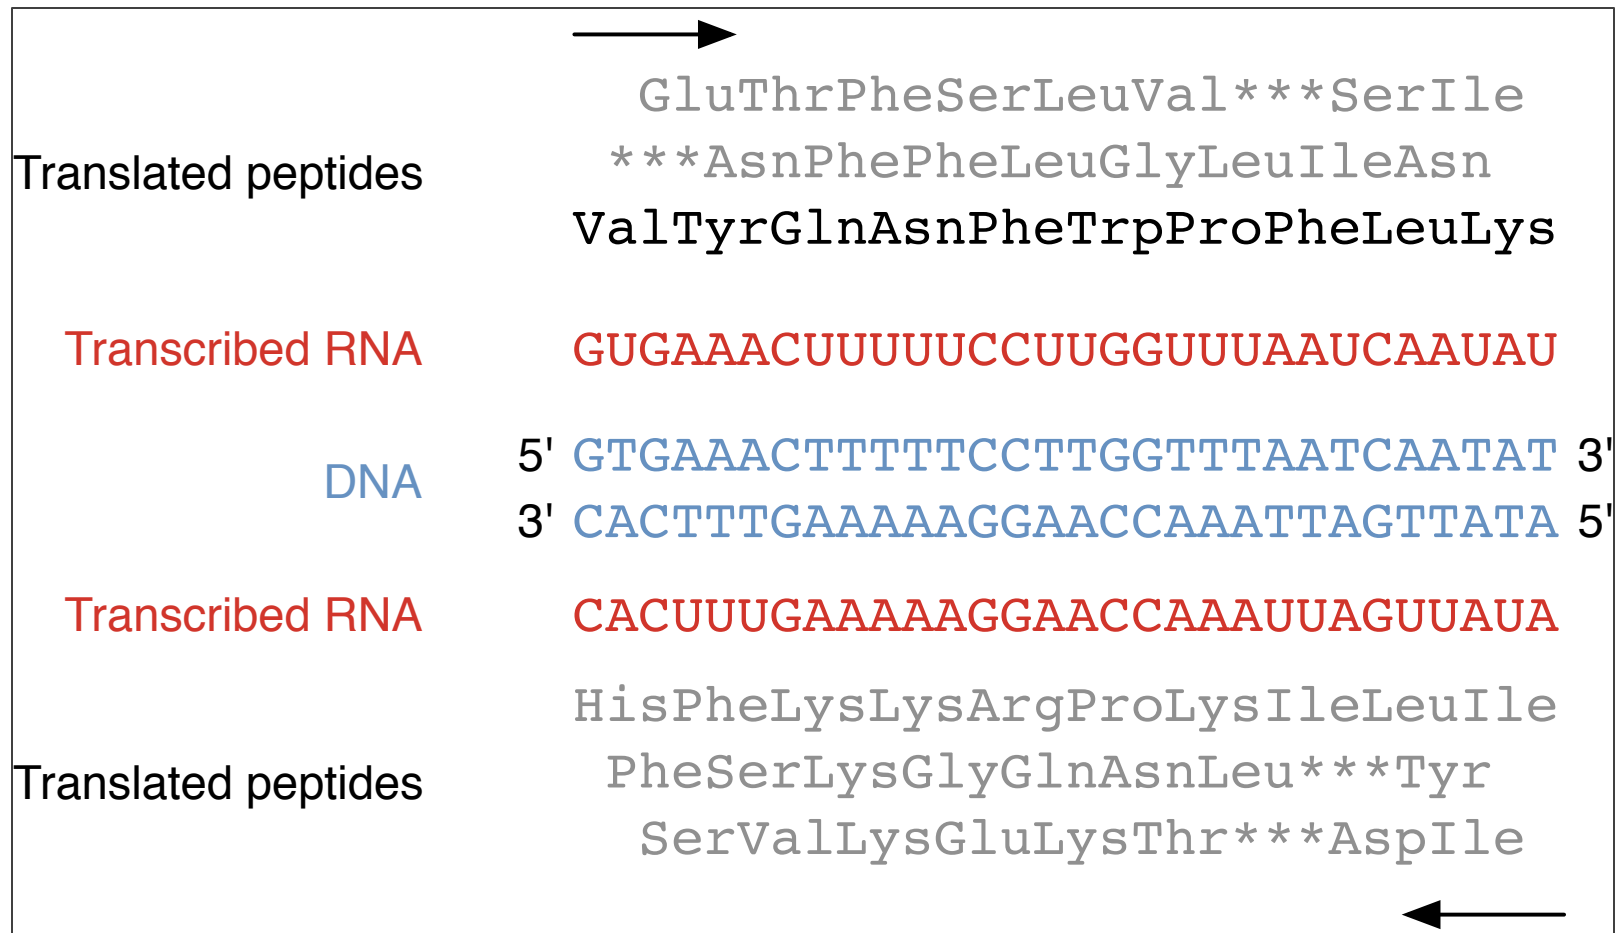 GluThrPheSerLeuVal***SerIle
Translated peptides ***AsnPhePheLeuGlyLeuIleAsn
ValTyrGlnAsnPheTrpProPheLeuLys
Transcribed RNA GUGAAACUUUUUCCUUGGUUUAAUCAAUAU
5' GTGAAACTTTTTCCTTGGTTTAATCAATAT 3'
DNA
3' CACTTTGAAAAAGGAACCAAATTAGTTATA 5'
Transcribed RNA CACUUUGAAAAAGGAACCAAAUUAGUUAUA
HisPheLysLysArgProLysIleLeuIle
Translated peptides PheSerLysGlyGlnAsnLeu***Tyr
SerValLysGluLysThr***AspIle